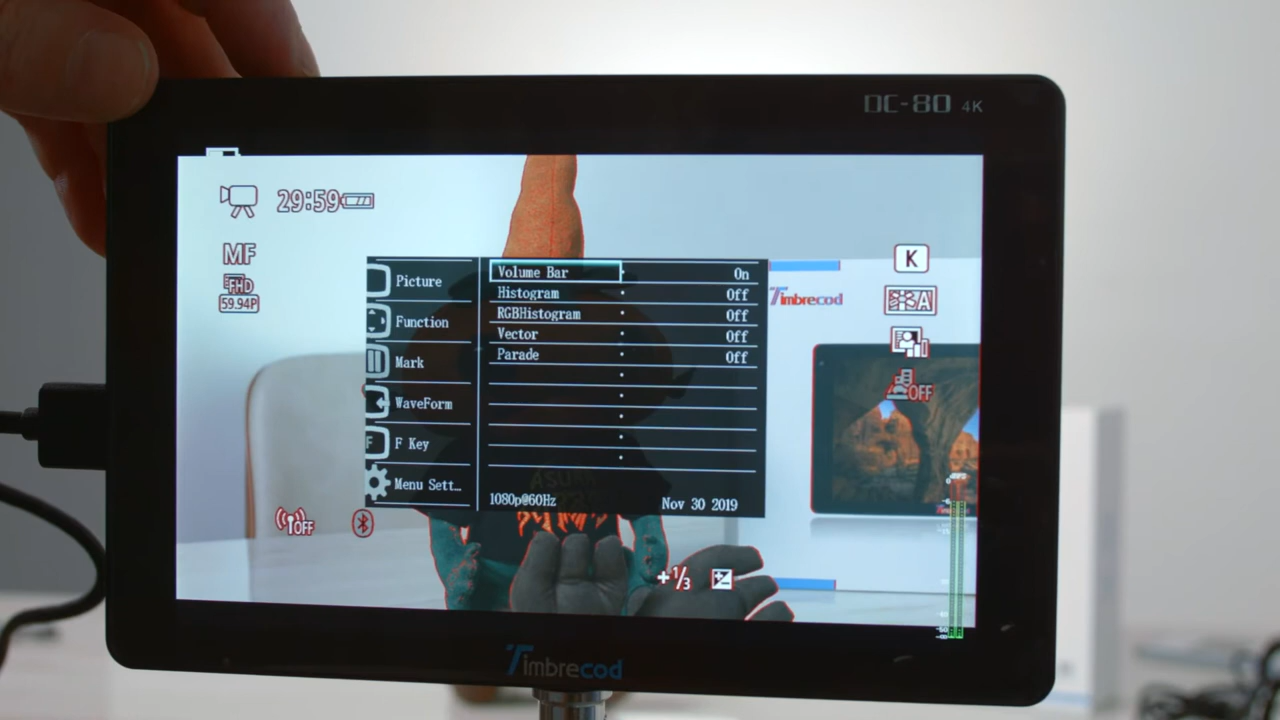 DC-80 4K
29:59
MF
FHD
59.94P
K
A
OFF
Timbrecod
Picture
Function
Mark
WaveForm
F Key
Menu Sett…
Volume Bar On
Histogram Off
RGBHistogram Off
Vector Off
Parade Off
1080p@60Hz Nov 30 2019
OFF
+1/3
Timbrecod